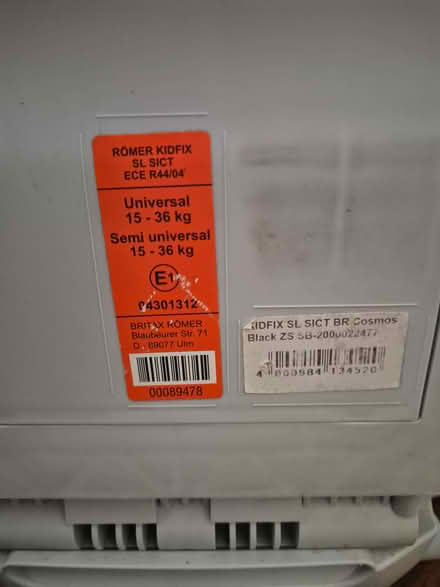 RÖMER KIDFIX
SL SICT
ECE R44/04
Universal
15 - 36 kg
Semi universal
15 - 36 kg
E1
04301312
BRITAX RÖMER
Blaubeurer Str. 71
D - 89077 Ulm
00089478
KIDFIX SL SICT BR Cosmos
Black ZS SB-2000022477
4 000984 134520